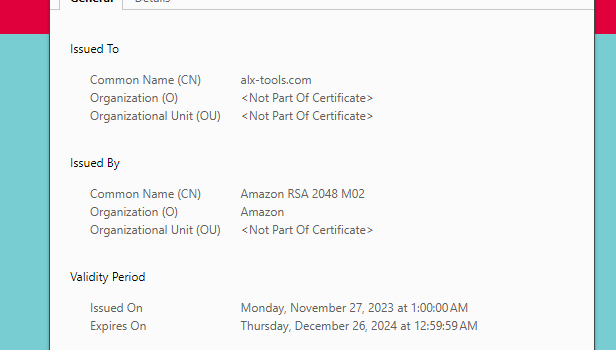 General Details
Issued To
Common Name (CN) alx-tools.com
Organization (O) <Not Part Of Certificate>
Organizational Unit (OU) <Not Part Of Certificate>
Issued By
Common Name (CN) Amazon RSA 2048 M02
Organization (O) Amazon
Organizational Unit (OU) <Not Part Of Certificate>
Validity Period
Issued On Monday, November 27, 2023 at 1:00:00 AM
Expires On Thursday, December 26, 2024 at 12:59:59 AM